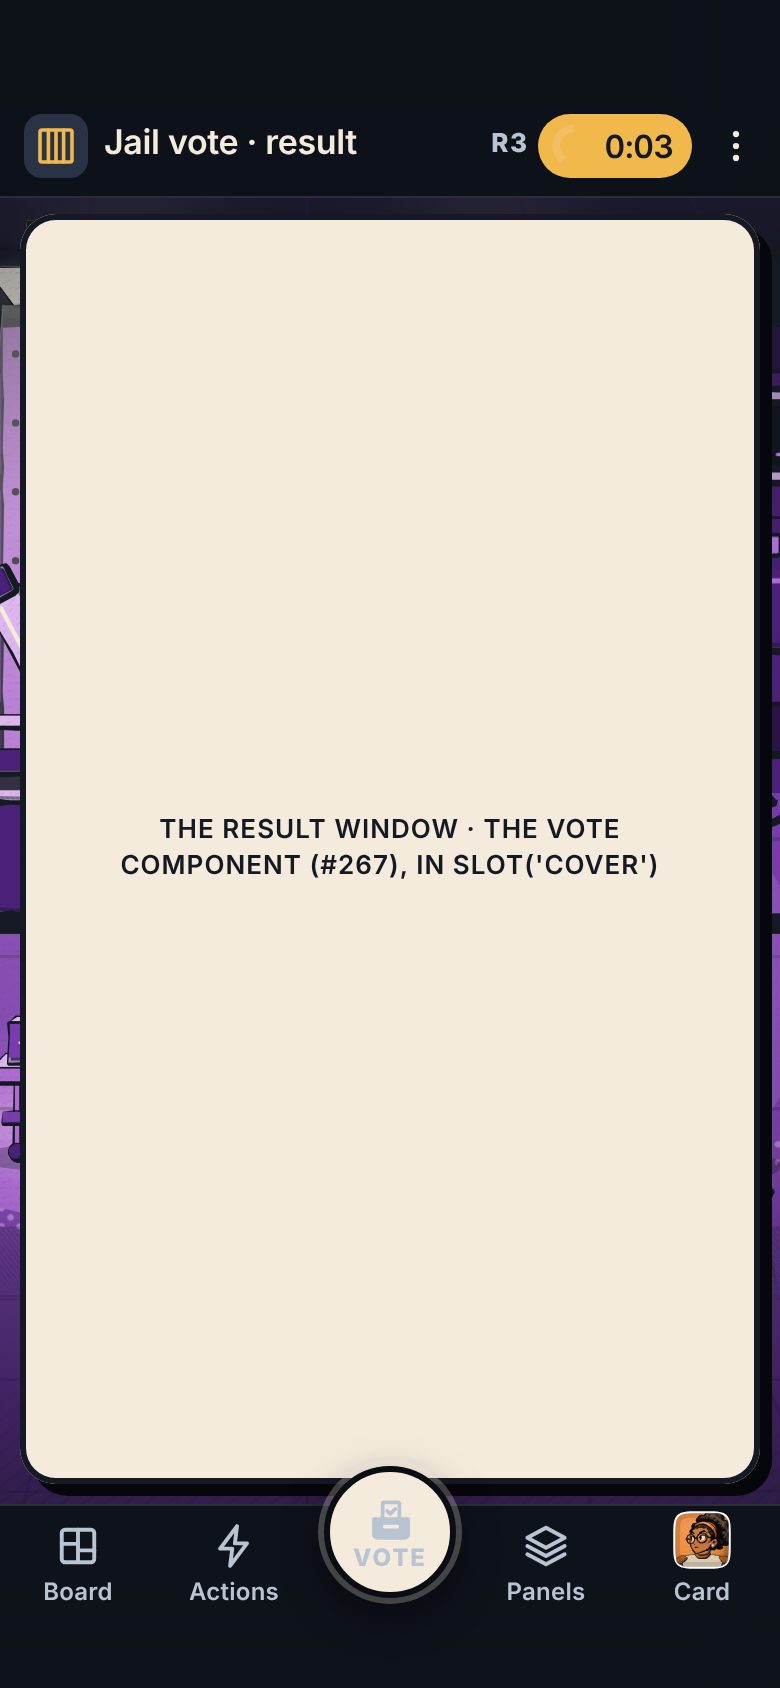 Jail vote · result
R3
0:03
THE RESULT WINDOW · THE VOTE
COMPONENT (#267), IN SLOT('COVER')
VOTE
Board
Actions
Panels
Card